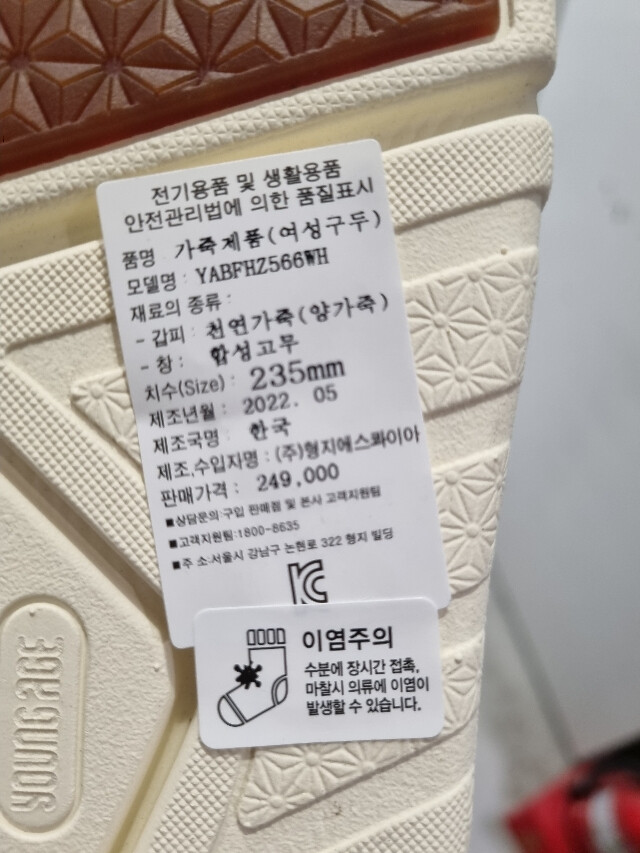 전기용품 및 생활용품
안전관리법에 의한 품질표시
품명 : 가죽제품(여성구두)
모델명 : YABFHZ566WH
재료의 종류 :
- 갑피 : 천연가죽(양가죽)
- 창 : 합성고무
치수(Size) : 235mm
제조년월 : 2022. 05
제조국명 : 한국
제조,수입자명 : (주)형지에스콰이아
판매가격 : 249,000
■상담문의:구입 판매점 및 본사 고객지원팀
■고객지원팀:1800-8635
■주 소:서울시 강남구 논현로 322 형지 빌딩
KC
이염주의
수분에 장시간 접촉,
마찰시 의류에 이염이
발생할 수 있습니다.
YOUNG AGE